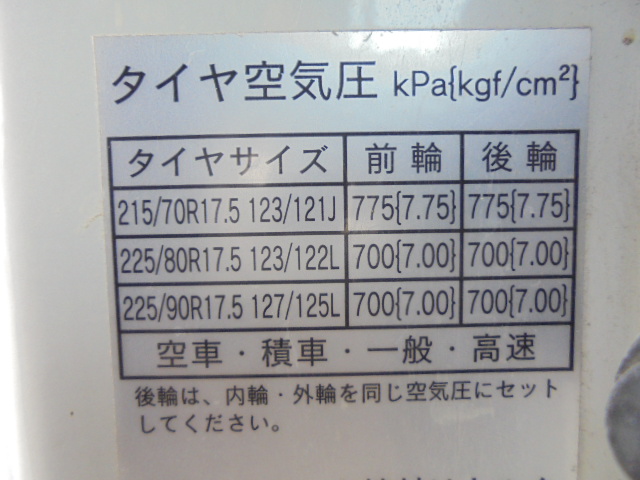 タイヤ空気圧 kPa{kgf/cm²}
タイヤサイズ 前輪 後輪
215/70R17.5 123/121J 775{7.75} 775{7.75}
225/80R17.5 123/122L 700{7.00} 700{7.00}
225/90R17.5 127/125L 700{7.00} 700{7.00}
空車・積車・一般・高速
後輪は、内輪・外輪を同じ空気圧にセット
してください。